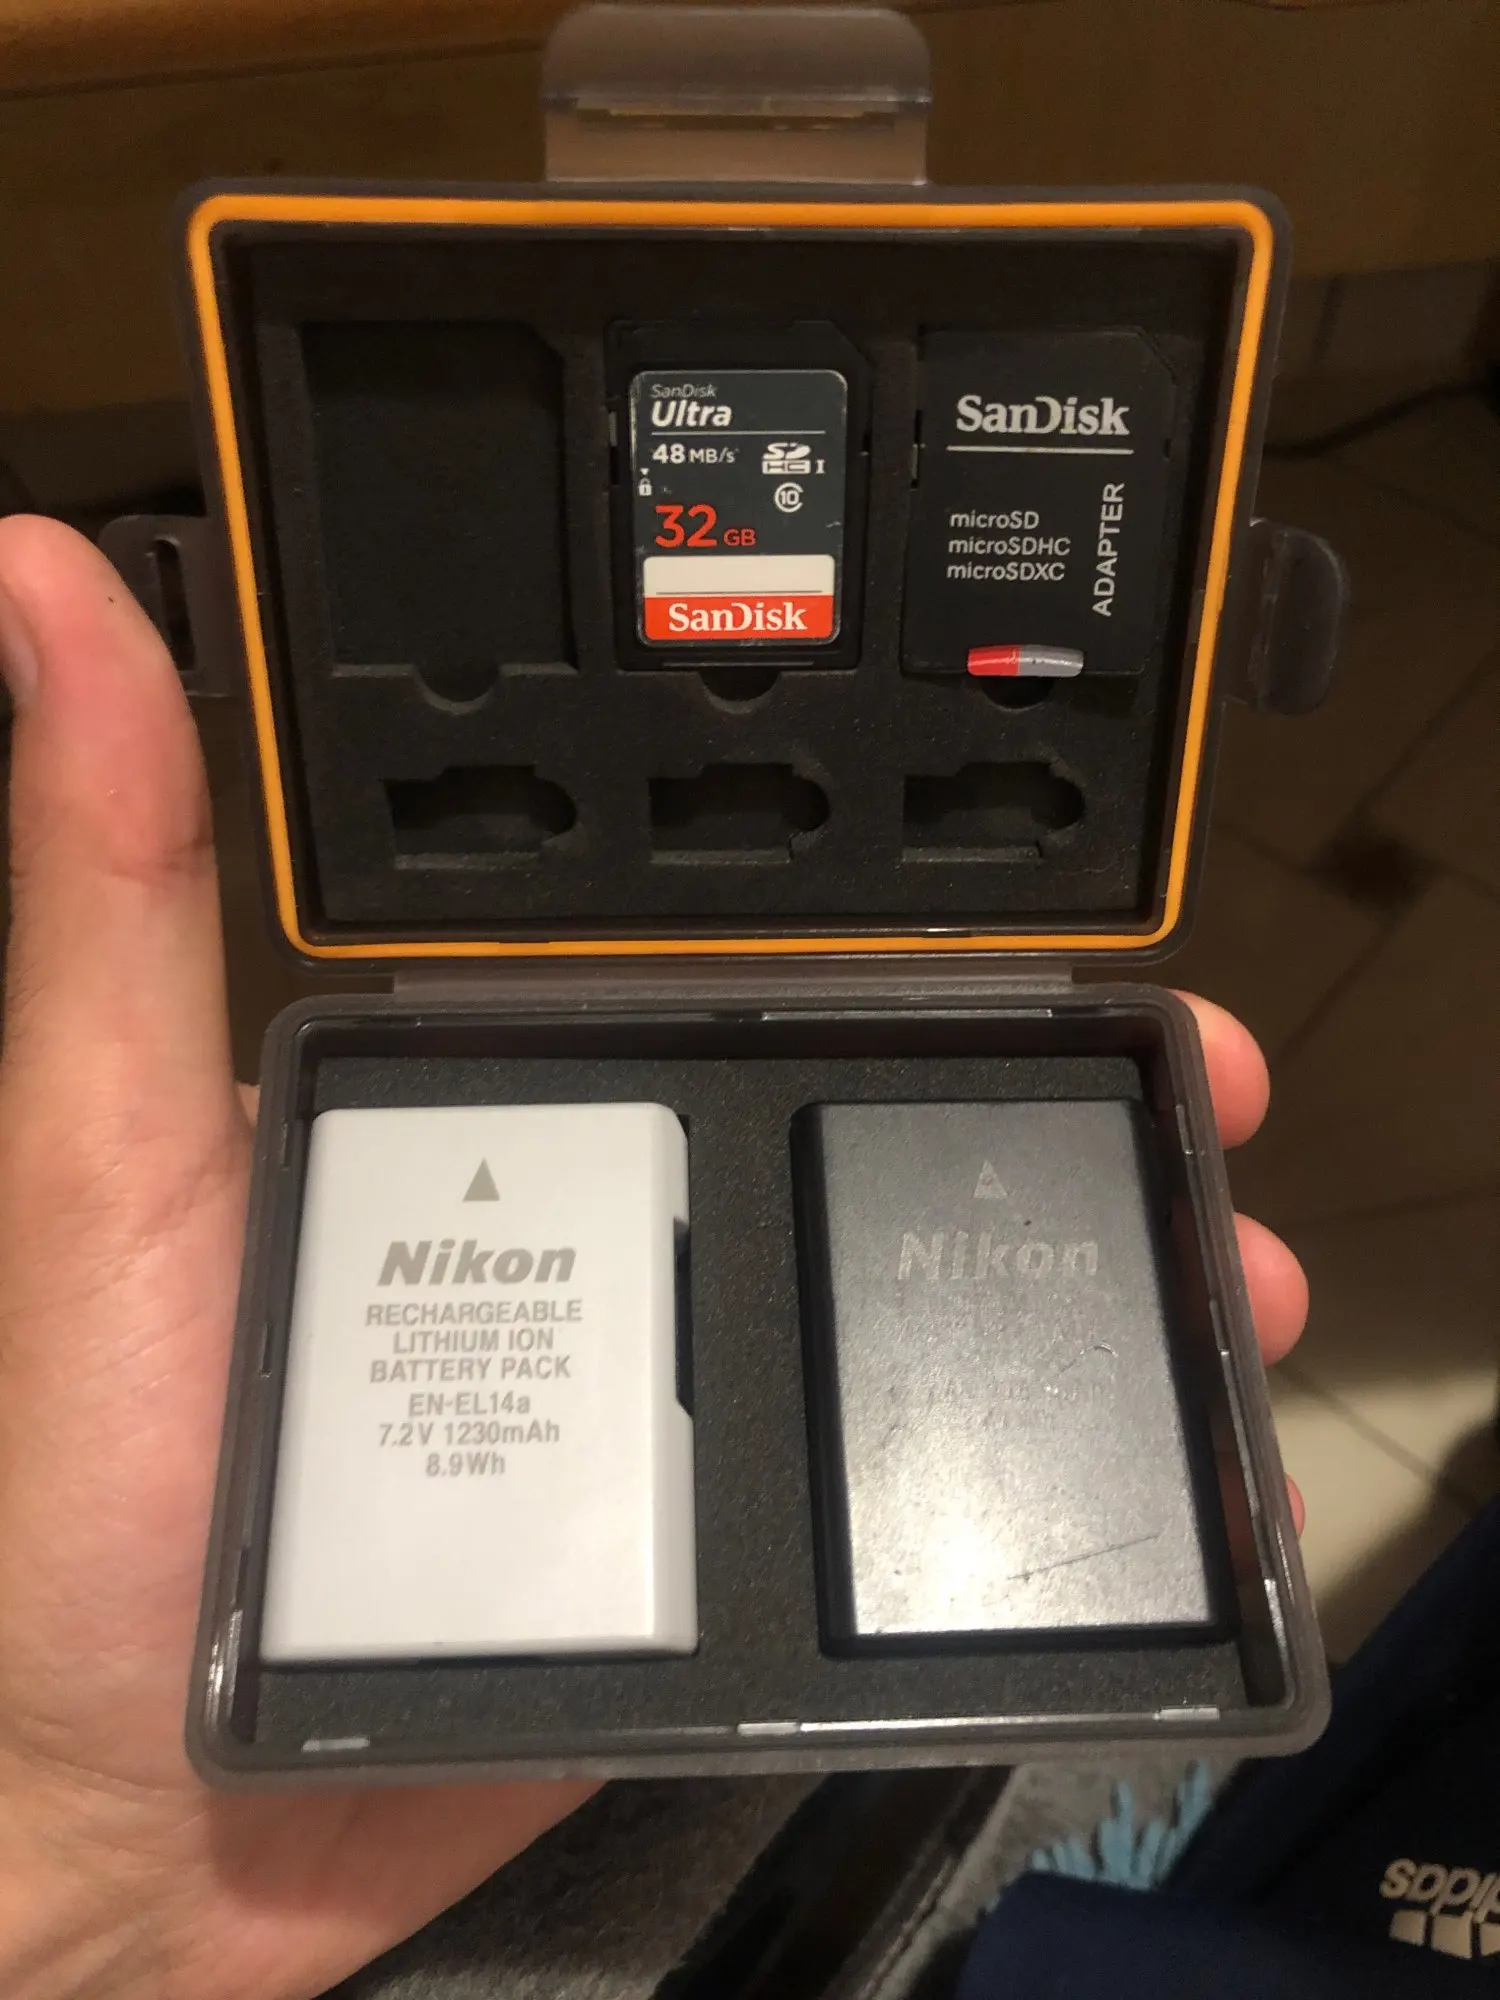 SanDisk
Ultra
48 MB/s
SD HC I
10
32 GB
SanDisk
SanDisk
microSD
microSDHC
microSDXC
ADAPTER
Nikon
RECHARGEABLE
LITHIUM ION
BATTERY PACK
EN-EL14a
7.2V 1230mAh
8.9Wh
Nikon
adidas